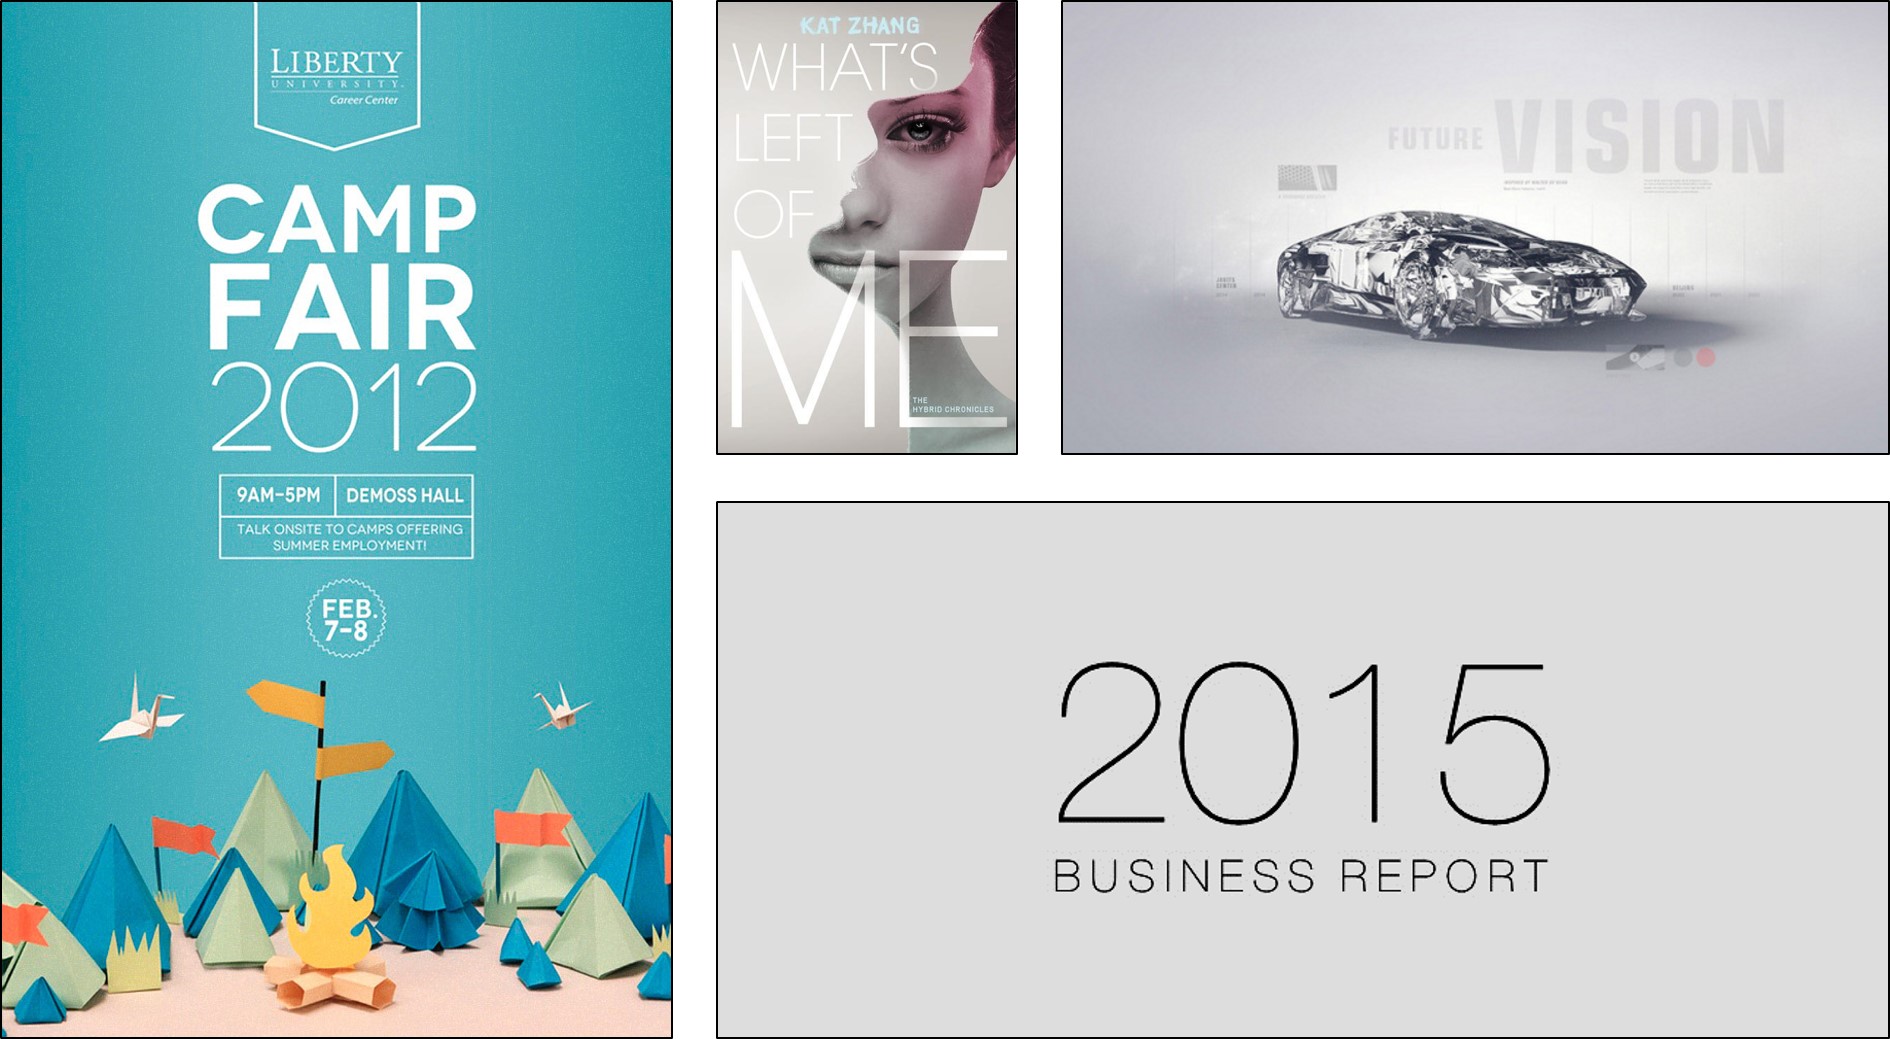 LIBERTY
UNIVERSITY.
Career Center
CAMP
FAIR
2012
9AM-5PM
DEMOSS HALL
TALK ONSITE TO CAMPS OFFERING
SUMMER EMPLOYMENT!
FEB.
7-8
KAT ZHANG
WHAT'S
LEFT
OF
ME
THE
HYBRID CHRONICLES
FUTURE VISION
2015
BUSINESS REPORT